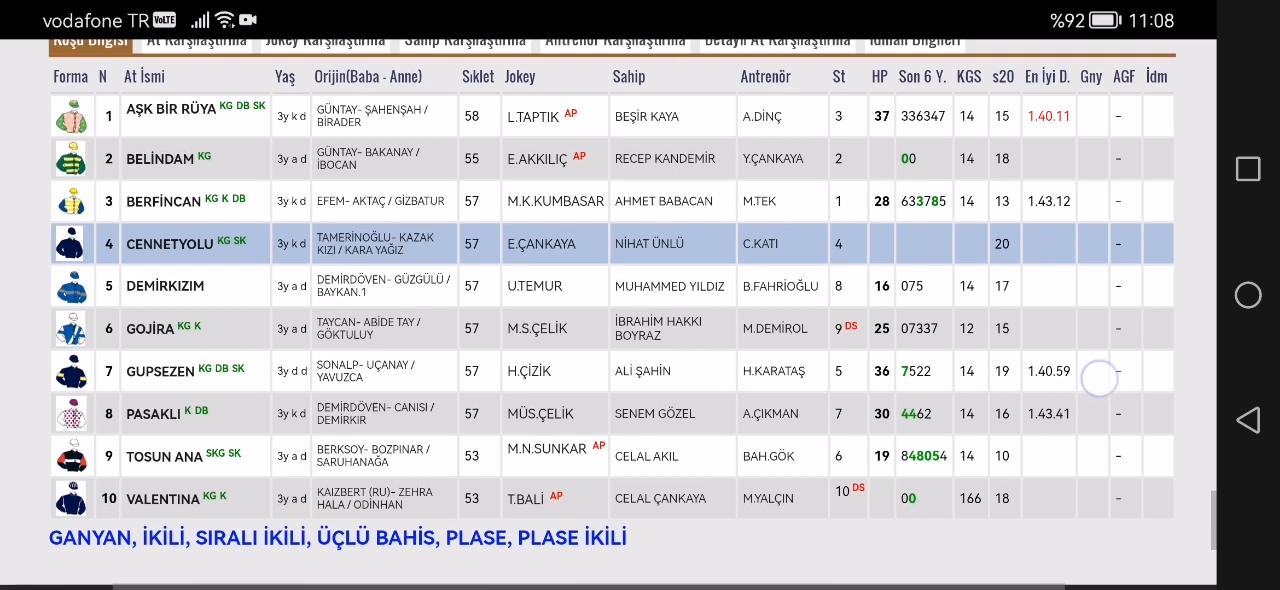 vodafone TR VoLTE %92 11:08
Koşu Bilgisi At Karşılaştırma Jokey Karşılaştırma Sahip Karşılaştırma Antrenör Karşılaştırma Detaylı At Karşılaştırma İdman Bilgileri
Forma N At İsmi Yaş Orijin(Baba - Anne) Sıklet Jokey Sahip Antrenör St HP Son 6 Y. KGS s20 En İyi D. Gny AGF İdm
1 AŞK BİR RÜYA KG DB SK 3y k d GÜNTAY- ŞAHENŞAH / BİRADER 58 L.TAPTIK AP BEŞİR KAYA A.DİNÇ 3 37 336347 14 15 1.40.11 -
2 BELİNDAM KG 3y a d GÜNTAY- BAKANAY / İBOCAN 55 E.AKKILIÇ AP RECEP KANDEMİR Y.ÇANKAYA 2 00 14 18 -
3 BERFİNCAN KG K DB 3y k d EFEM- AKTAÇ / GİZBATUR 57 M.K.KUMBASAR AHMET BABACAN M.TEK 1 28 633785 14 13 1.43.12 -
4 CENNETYOLU KG SK 3y k d TAMERİNOĞLU- KAZAK KIZI / KARA YAĞIZ 57 E.ÇANKAYA NİHAT ÜNLÜ C.KATI 4 20 -
5 DEMİRKIZIM 3y a d DEMİRDÖVEN- GÜZGÜLÜ / BAYKAN.1 57 U.TEMUR MUHAMMED YILDIZ B.FAHRİOĞLU 8 16 075 14 17 -
6 GOJİRA KG K 3y a d TAYCAN- ABİDE TAY / GÖKTULUY 57 M.S.ÇELİK İBRAHİM HAKKI BOYRAZ M.DEMİROL 9 DS 25 07337 12 15 -
7 GUPSEZEN KG DB SK 3y d d SONALP- UÇANAY / YAVUZCA 57 H.ÇİZİK ALİ ŞAHİN H.KARATAŞ 5 36 7522 14 19 1.40.59 -
8 PASAKLI K DB 3y k d DEMİRDÖVEN- CANISI / DEMİRKIR 57 MÜS.ÇELİK SENEM GÖZEL A.ÇIKMAN 7 30 4462 14 16 1.43.41 -
9 TOSUN ANA SKG SK 3y a d BERKSOY- BOZPINAR / SARUHANAĞA 53 M.N.SUNKAR AP CELAL AKIL BAH.GÖK 6 19 848054 14 10 -
10 VALENTINA KG K 3y a d KAIZBERT (RU)- ZEHRA HALA / ODİNHAN 53 T.BALİ AP CELAL ÇANKAYA M.YALÇIN 10 DS 00 166 18 -
GANYAN, İKİLİ, SIRALI İKİLİ, ÜÇLÜ BAHİS, PLASE, PLASE İKİLİ